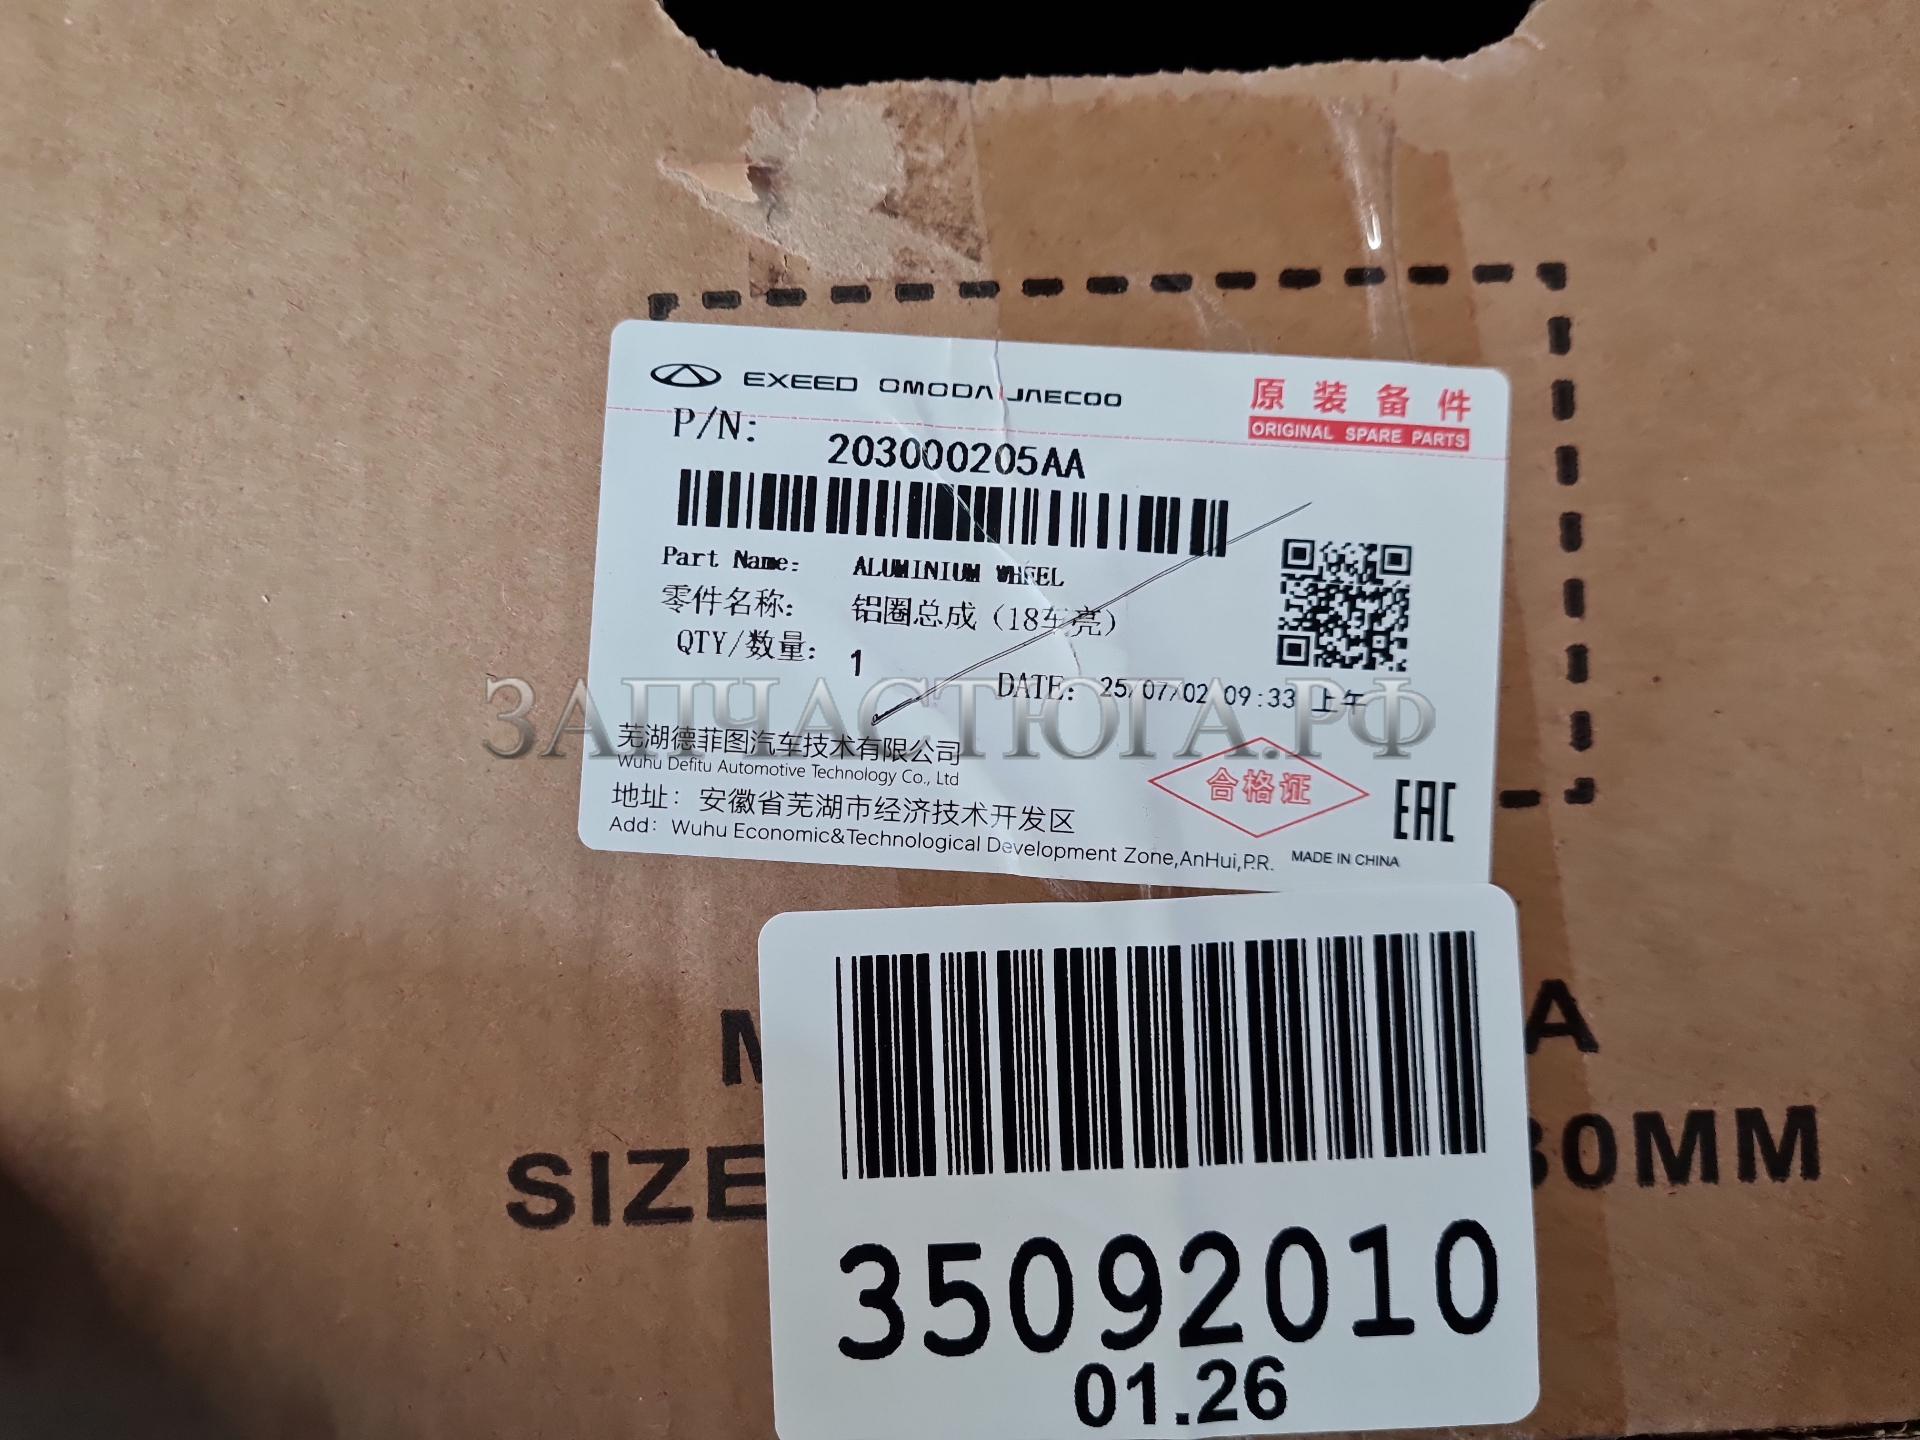 EXEED OMODA|JAECOO
原装备件
ORIGINAL SPARE PARTS
P/N: 203000205AA
Part Name: ALUMINIUM WHEEL
零件名称: 铝圈总成(18车亮)
QTY/数量: 1
DATE: 25/07/02 09:33 上午
ЗАПЧАСТЮГА.РФ
芜湖德菲图汽车技术有限公司
Wuhu Defitu Automotive Technology Co., Ltd
合格证
EAC
地址: 安徽省芜湖市经济技术开发区
Add: Wuhu Economic&Technological Development Zone,AnHui,P.R.
MADE IN CHINA
A
SIZE 30MM
35092010
01.26